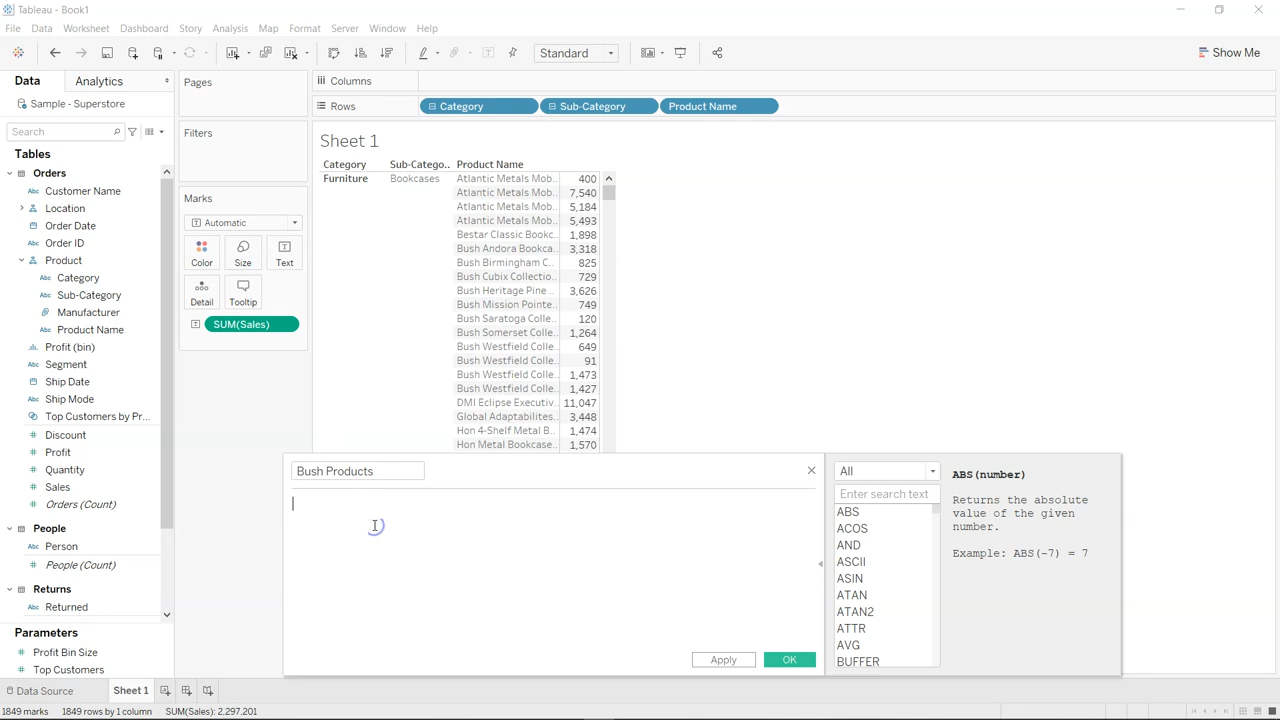 Tableau - Book1
File Data Worksheet Dashboard Story Analysis Map Format Server Window Help
Standard
Show Me
Data Analytics
Sample - Superstore
Search
Tables
Orders
Customer Name
Location
Order Date
Order ID
Product
Category
Sub-Category
Manufacturer
Product Name
Profit (bin)
Segment
Ship Date
Ship Mode
Top Customers by Pr...
Discount
Profit
Quantity
Sales
Orders (Count)
People
Person
People (Count)
Returns
Returned
Parameters
Profit Bin Size
Top Customers
Pages
Filters
Marks
Automatic
Color Size Text
Detail Tooltip
SUM(Sales)
Columns
Rows Category Sub-Category Product Name
Sheet 1
Category Sub-Catego.. Product Name
Furniture Bookcases Atlantic Metals Mob.. 400
Atlantic Metals Mob.. 7,540
Atlantic Metals Mob.. 5,184
Atlantic Metals Mob.. 5,493
Bestar Classic Bookc.. 1,898
Bush Andora Bookca.. 3,318
Bush Birmingham C.. 825
Bush Cubix Collectio.. 729
Bush Heritage Pine .. 3,626
Bush Mission Pointe.. 749
Bush Saratoga Colle.. 120
Bush Somerset Colle.. 1,264
Bush Westfield Colle.. 649
Bush Westfield Colle.. 91
Bush Westfield Colle.. 1,473
Bush Westfield Colle.. 1,427
DMI Eclipse Executiv.. 11,047
Global Adaptabilites.. 3,448
Hon 4-Shelf Metal B.. 1,474
Hon Metal Bookcase.. 1,570
Bush Products
Apply OK
All
Enter search text
ABS
ACOS
AND
ASCII
ASIN
ATAN
ATAN2
ATTR
AVG
BUFFER
ABS(number)
Returns the absolute
value of the given
number.
Example: ABS(-7) = 7
Data Source Sheet 1
1849 marks 1849 rows by 1 column SUM(Sales): 2,297,201